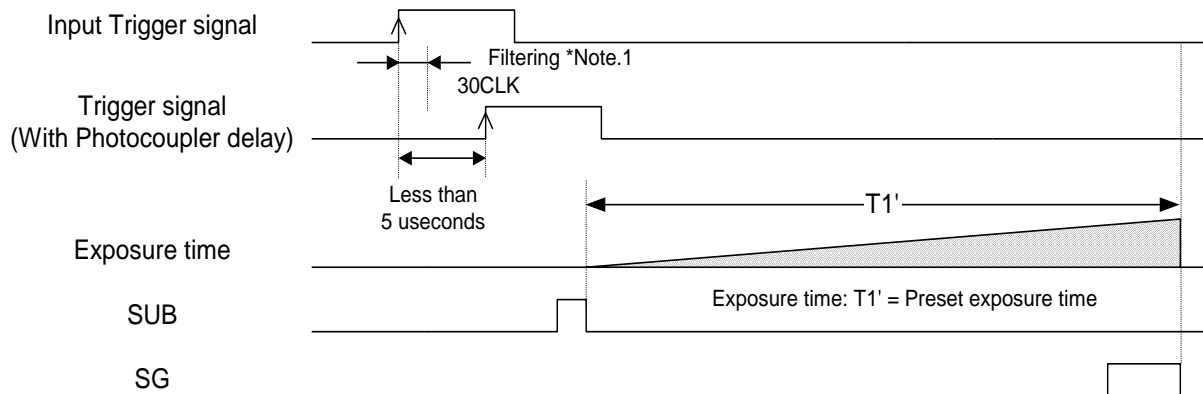 Input Trigger signal
Filtering *Note.1
30CLK
Trigger signal
(With Photocoupler delay)
Less than
5 useconds
T1'
Exposure time
Exposure time: T1' = Preset exposure time
SUB
SG